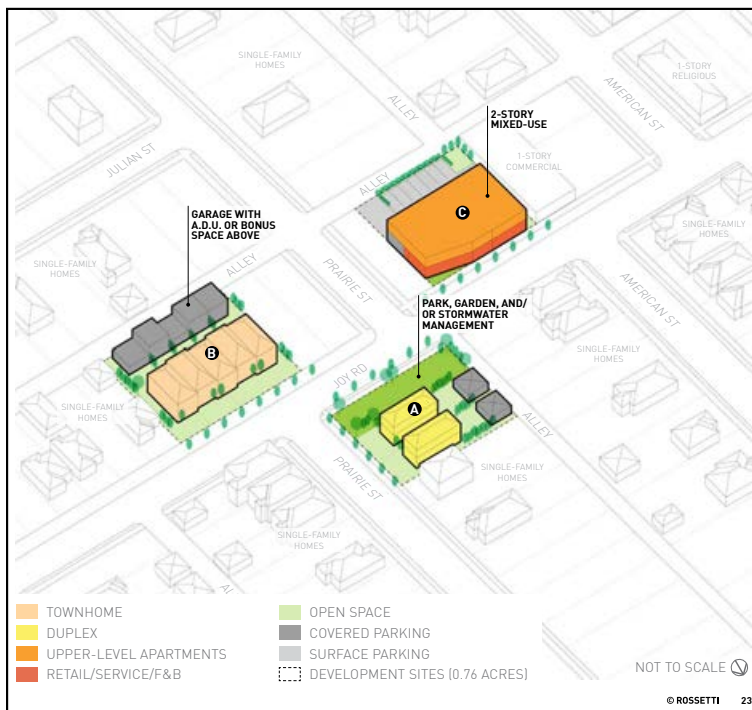 SINGLE-FAMILY
HOMES
1-STORY
RELIGIOUS
ALLEY
AMERICAN ST
2-STORY
MIXED-USE
JULIAN ST
1-STORY
COMMERCIAL
ALLEY
C
GARAGE WITH
A.D.U. OR BONUS
SPACE ABOVE
SINGLE-FAMILY
HOMES
SINGLE-FAMILY
HOMES
ALLEY
PRAIRIE ST
AMERICAN ST
PARK, GARDEN, AND/
OR STORMWATER
MANAGEMENT
B
SINGLE-FAMILY
HOMES
JOY RD
A
SINGLE-FAMILY
HOMES
ALLEY
PRAIRIE ST
SINGLE-FAMILY
HOMES
SINGLE-FAMILY
HOMES
TOWNHOME
DUPLEX
UPPER-LEVEL APARTMENTS
RETAIL/SERVICE/F&B
OPEN SPACE
COVERED PARKING
SURFACE PARKING
DEVELOPMENT SITES (0.76 ACRES)
NOT TO SCALE
© ROSSETTI 23